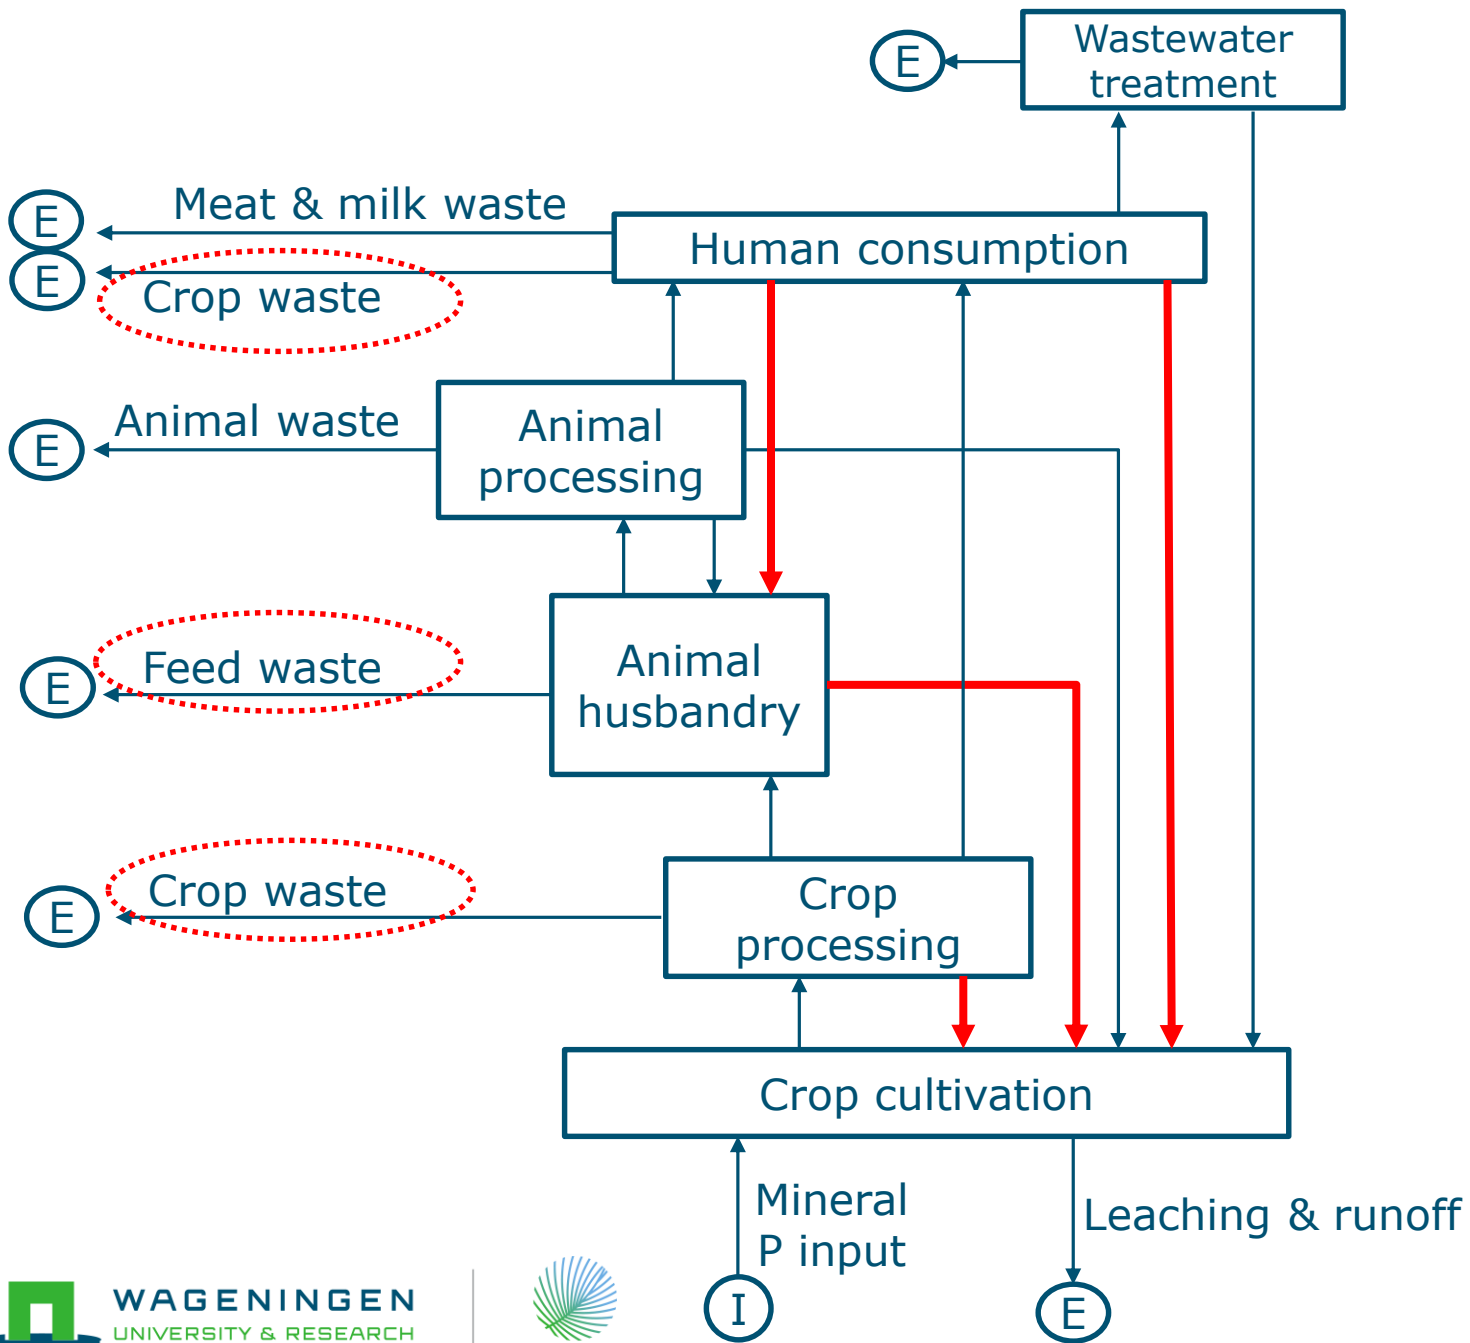 Wastewater
treatment
E
Meat & milk waste
E
Human consumption
E
Crop waste
Animal waste
E
Animal
processing
Feed waste
E
Animal
husbandry
Crop waste
E
Crop
processing
Crop cultivation
Mineral
P input
Leaching & runoff
I
E
WAGENINGEN
UNIVERSITY & RESEARCH